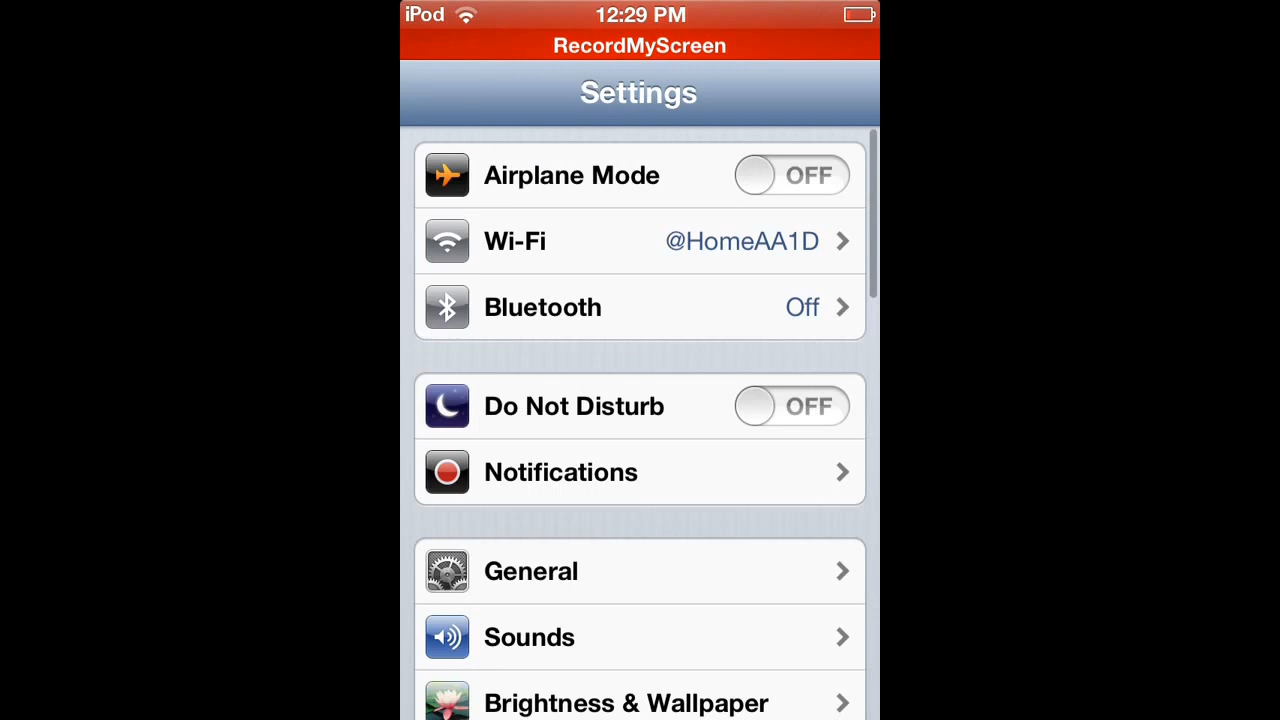 iPod 12:29 PM
RecordMyScreen
Settings
Airplane Mode OFF
Wi-Fi @HomeAA1D
Bluetooth Off
Do Not Disturb OFF
Notifications
General
Sounds
Brightness & Wallpaper